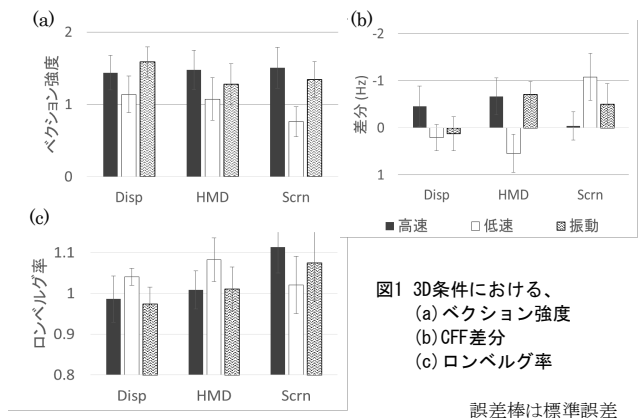 (a)
ベクション強度
2
1
0
Disp HMD Scrn
(b)
差分(Hz)
-2
-1
0
1
Disp HMD Scrn
■高速 □低速 ▨振動
(c)
ロンベルグ率
1.1
1
0.9
0.8
Disp HMD Scrn
図1 3D条件における、
(a)ベクション強度
(b)CFF差分
(c)ロンベルグ率
誤差棒は標準誤差